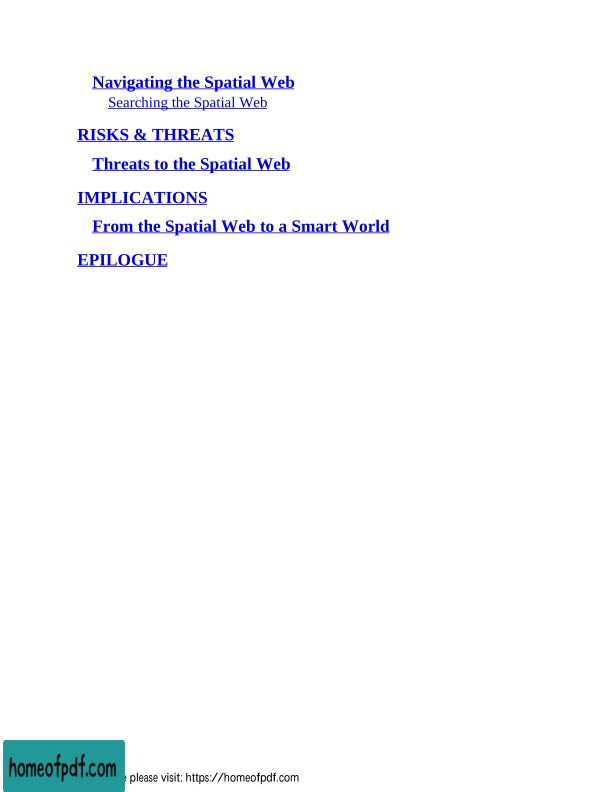 Navigating the Spatial Web
Searching the Spatial Web
RISKS & THREATS
Threats to the Spatial Web
IMPLICATIONS
From the Spatial Web to a Smart World
EPILOGUE
homeofpdf.com
please visit: https://homeofpdf.com